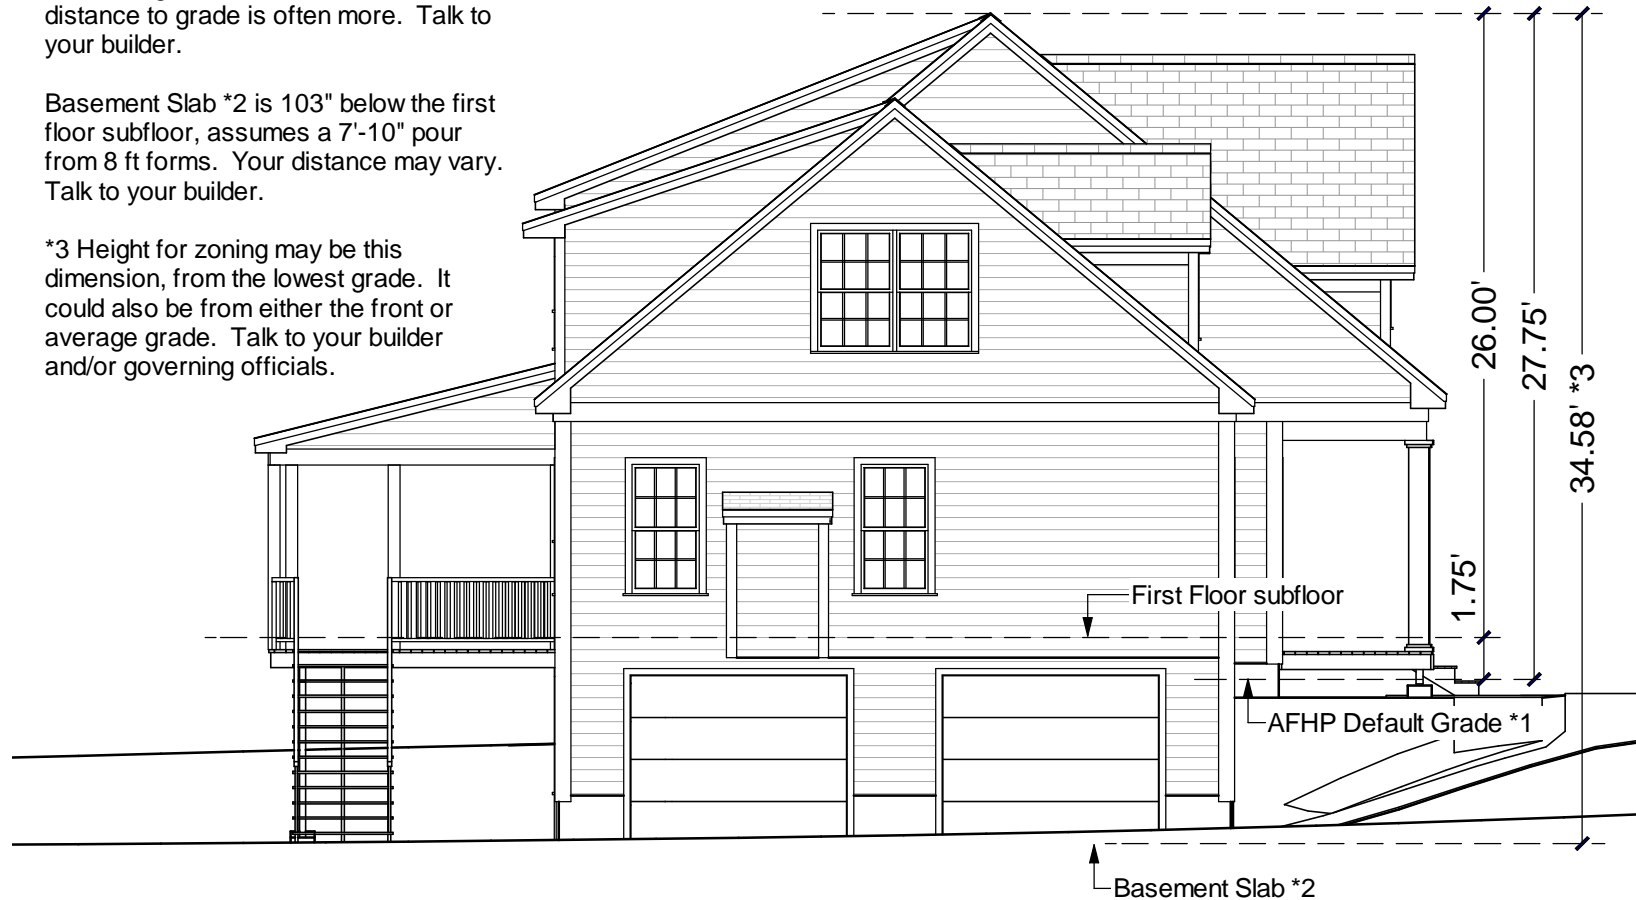 distance to grade is often more. Talk to
your builder.
Basement Slab *2 is 103" below the first
floor subfloor, assumes a 7'-10" pour
from 8 ft forms. Your distance may vary.
Talk to your builder.
*3 Height for zoning may be this
dimension, from the lowest grade. It
could also be from either the front or
average grade. Talk to your builder
and/or governing officials.
26.00'
27.75'
34.58' *3
1.75'
First Floor subfloor
AFHP Default Grade *1
Basement Slab *2